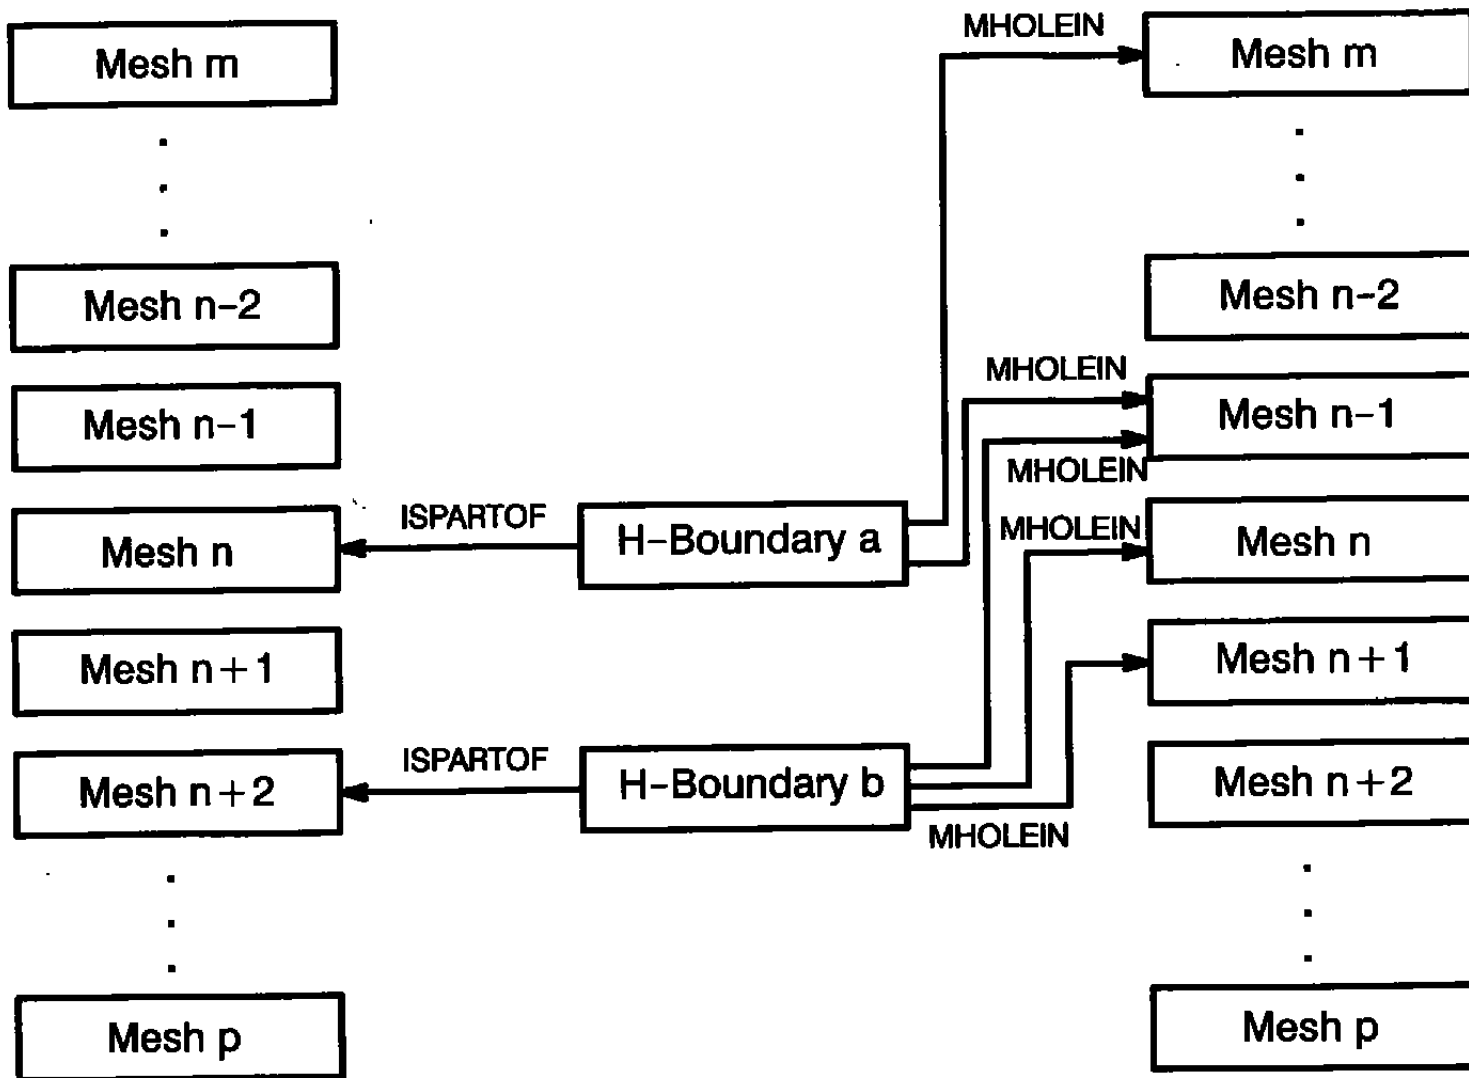 MHOLEIN
Mesh m
Mesh m
Mesh n-2
Mesh n-2
MHOLEIN
Mesh n-1
Mesh n-1
MHOLEIN
ISPARTOF
MHOLEIN
Mesh n
H-Boundary a
Mesh n
Mesh n+1
Mesh n+1
ISPARTOF
Mesh n+2
H-Boundary b
Mesh n+2
MHOLEIN
Mesh p
Mesh p